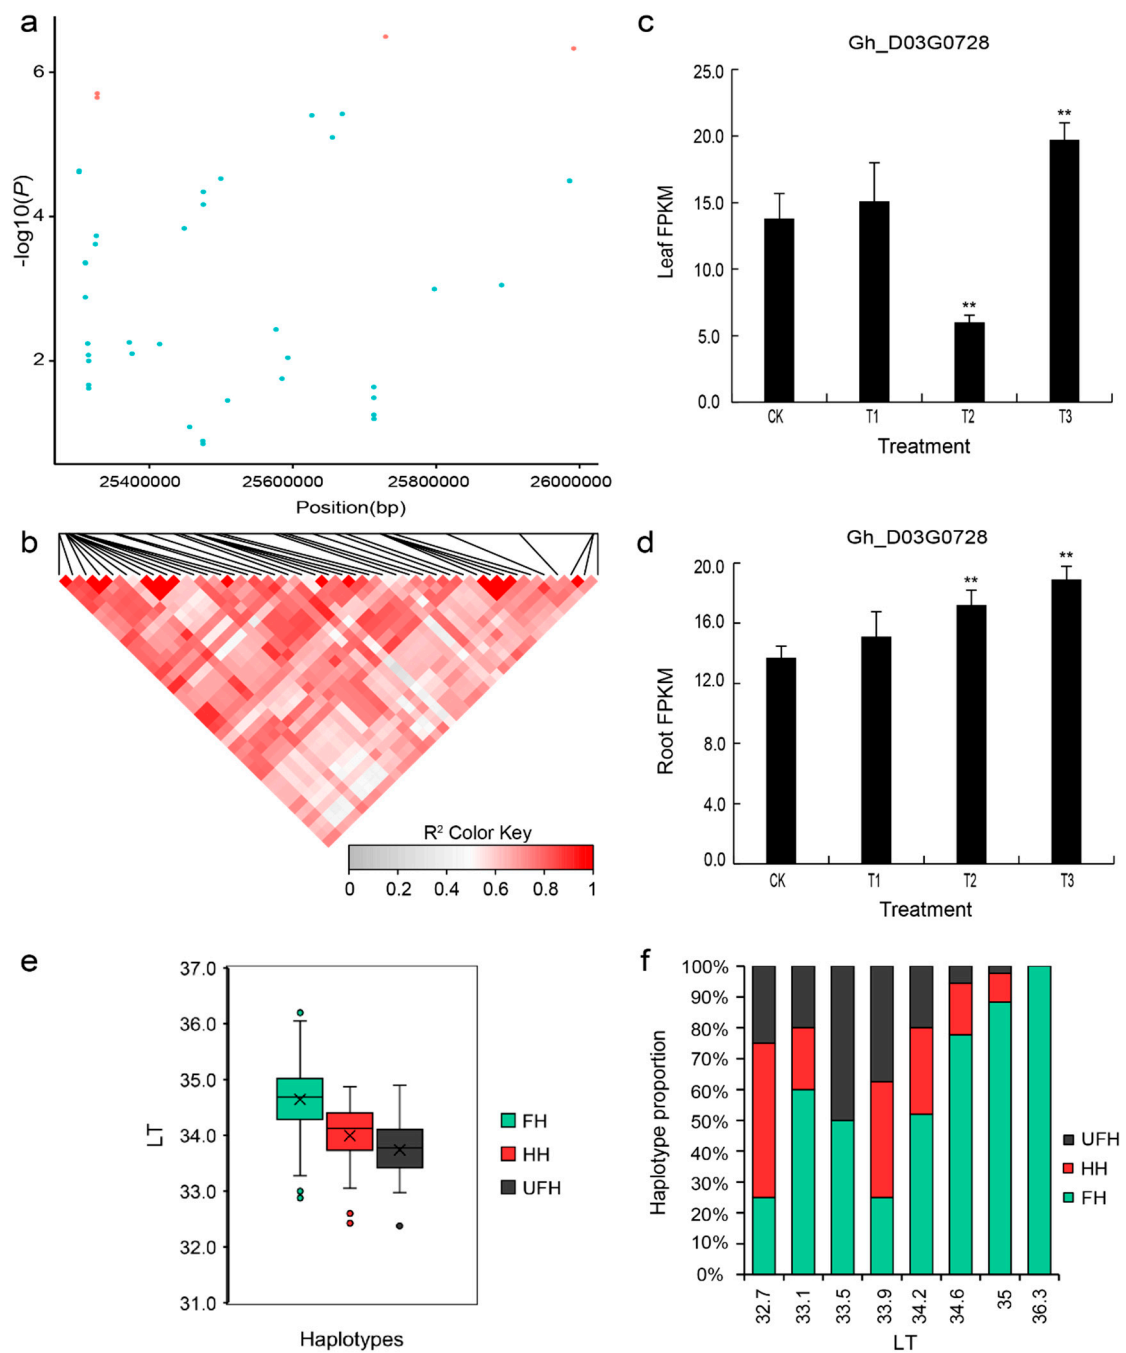 a
6
4
2
-log10(P)
25400000 25600000 25800000 26000000
Position(bp)
b
R² Color Key
0 0.2 0.4 0.6 0.8 1
c
Gh_D03G0728
25.0
20.0
15.0
10.0
5.0
0.0
Leaf FPKM
**
**
CK T1 T2 T3
Treatment
d
Gh_D03G0728
20.0
16.0
12.0
8.0
4.0
0.0
Root FPKM
**
**
CK T1 T2 T3
Treatment
e
37.0
36.0
35.0
34.0
33.0
32.0
31.0
LT
FH
HH
UFH
Haplotypes
f
100%
90%
80%
70%
60%
50%
40%
30%
20%
10%
0%
Haplotype proportion
UFH
HH
FH
32.7 33.1 33.5 33.9 34.2 34.6 35 36.3
LT